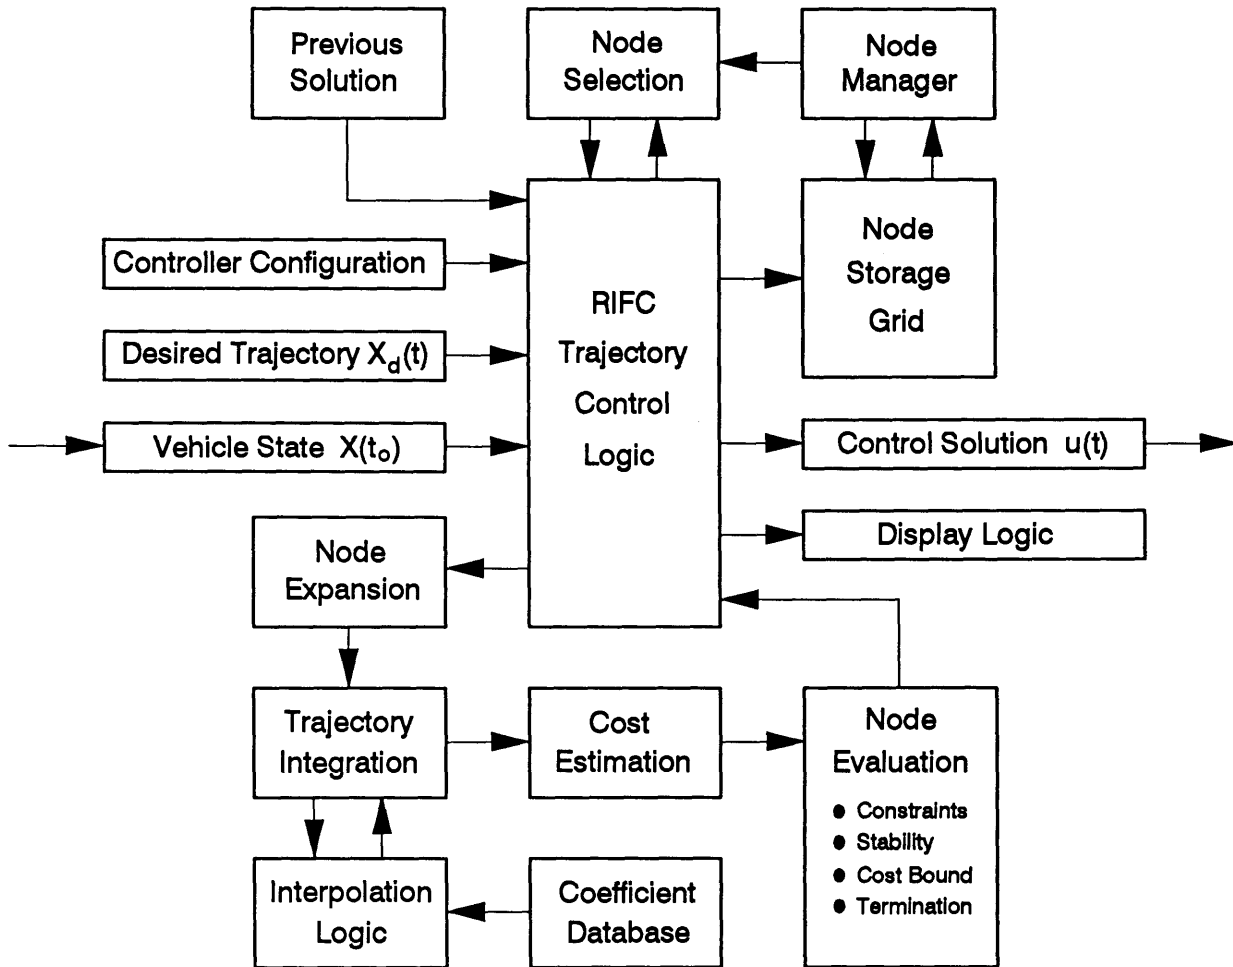 Previous
Solution
Node
Selection
Node
Manager
Controller Configuration
Desired Trajectory X_d(t)
Vehicle State X(t_o)
RIFC
Trajectory
Control
Logic
Node
Storage
Grid
Control Solution u(t)
Display Logic
Node
Expansion
Trajectory
Integration
Cost
Estimation
Node
Evaluation
● Constraints
● Stability
● Cost Bound
● Termination
Interpolation
Logic
Coefficient
Database